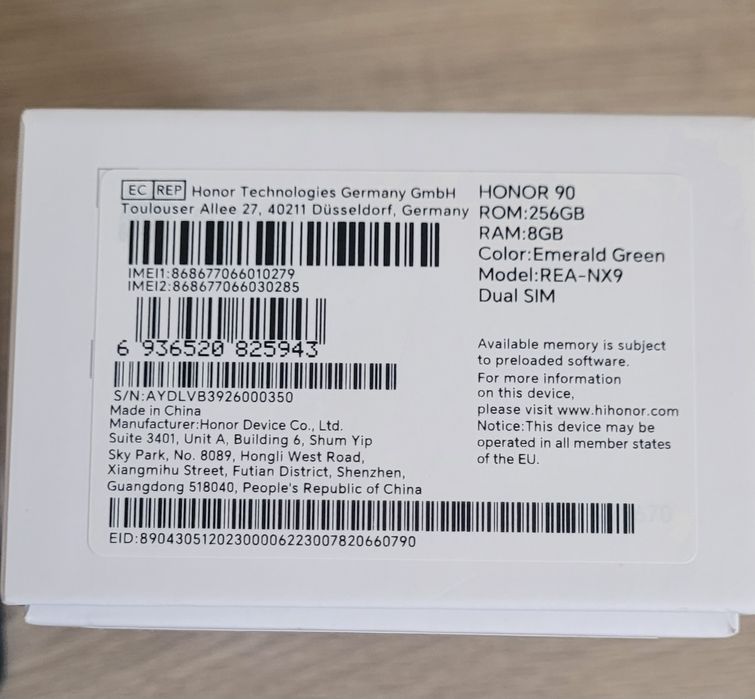 EC REP Honor Technologies Germany GmbH
Toulouser Allee 27, 40211 Düsseldorf, Germany
IMEI1:868677066010279
IMEI2:868677066030285
6 936520 825943
S/N:AYDLVB3926000350
Made in China
Manufacturer:Honor Device Co., Ltd.
Suite 3401, Unit A, Building 6, Shum Yip
Sky Park, No. 8089, Hongli West Road,
Xiangmihu Street, Futian District, Shenzhen,
Guangdong 518040, People's Republic of China
EID:89043051202300006223007820660790
HONOR 90
ROM:256GB
RAM:8GB
Color:Emerald Green
Model:REA-NX9
Dual SIM
Available memory is subject
to preloaded software.
For more information
on this device,
please visit www.hihonor.com
Notice:This device may be
operated in all member states
of the EU.